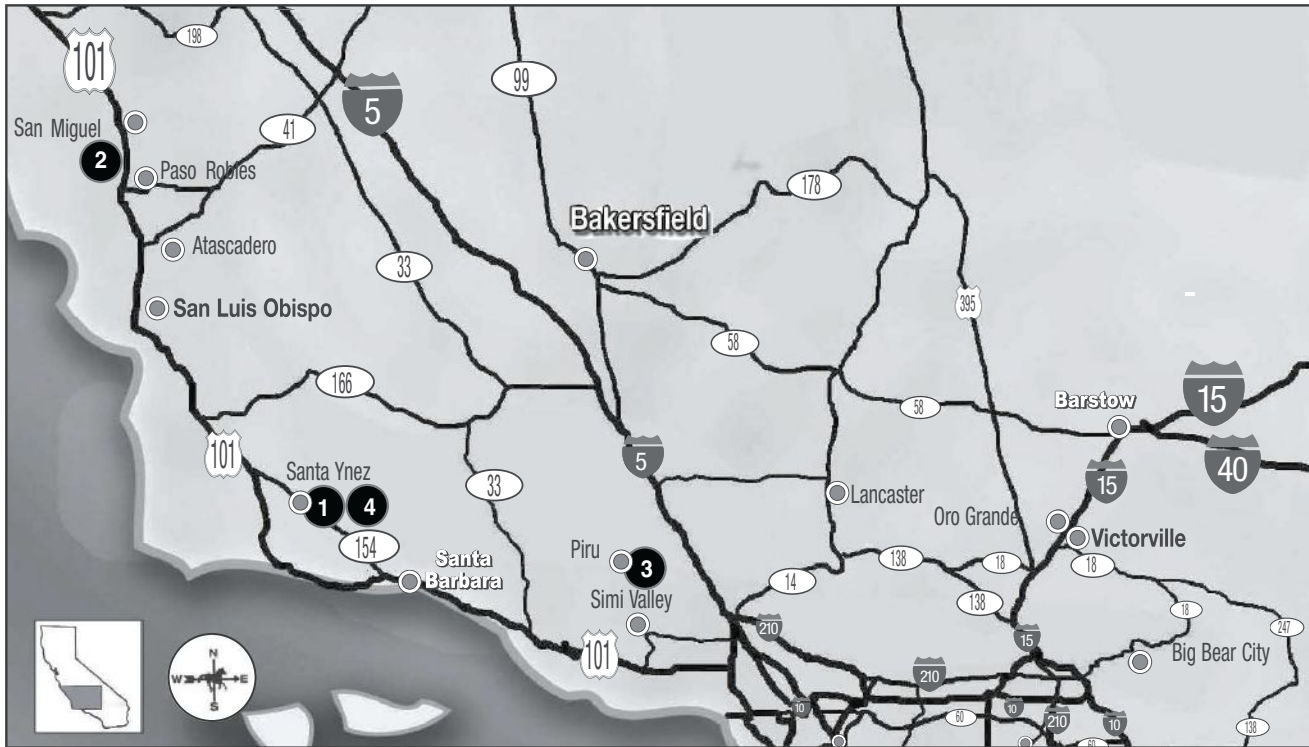 198
101
99
5
San Miguel
41
2
Paso Robles
178
Bakersfield
Atascadero
33
San Luis Obispo
395
58
166
58
Barstow
15
101
5
40
Santa Ynez
1
4
33
15
Lancaster
Oro Grande
154
Victorville
Santa
Barbara
Piru
3
138
18
18
14
Simi Valley
138
18
247
210
15
101
Big Bear City
210
N
W
E
S
10
60
10
210
10
138
60